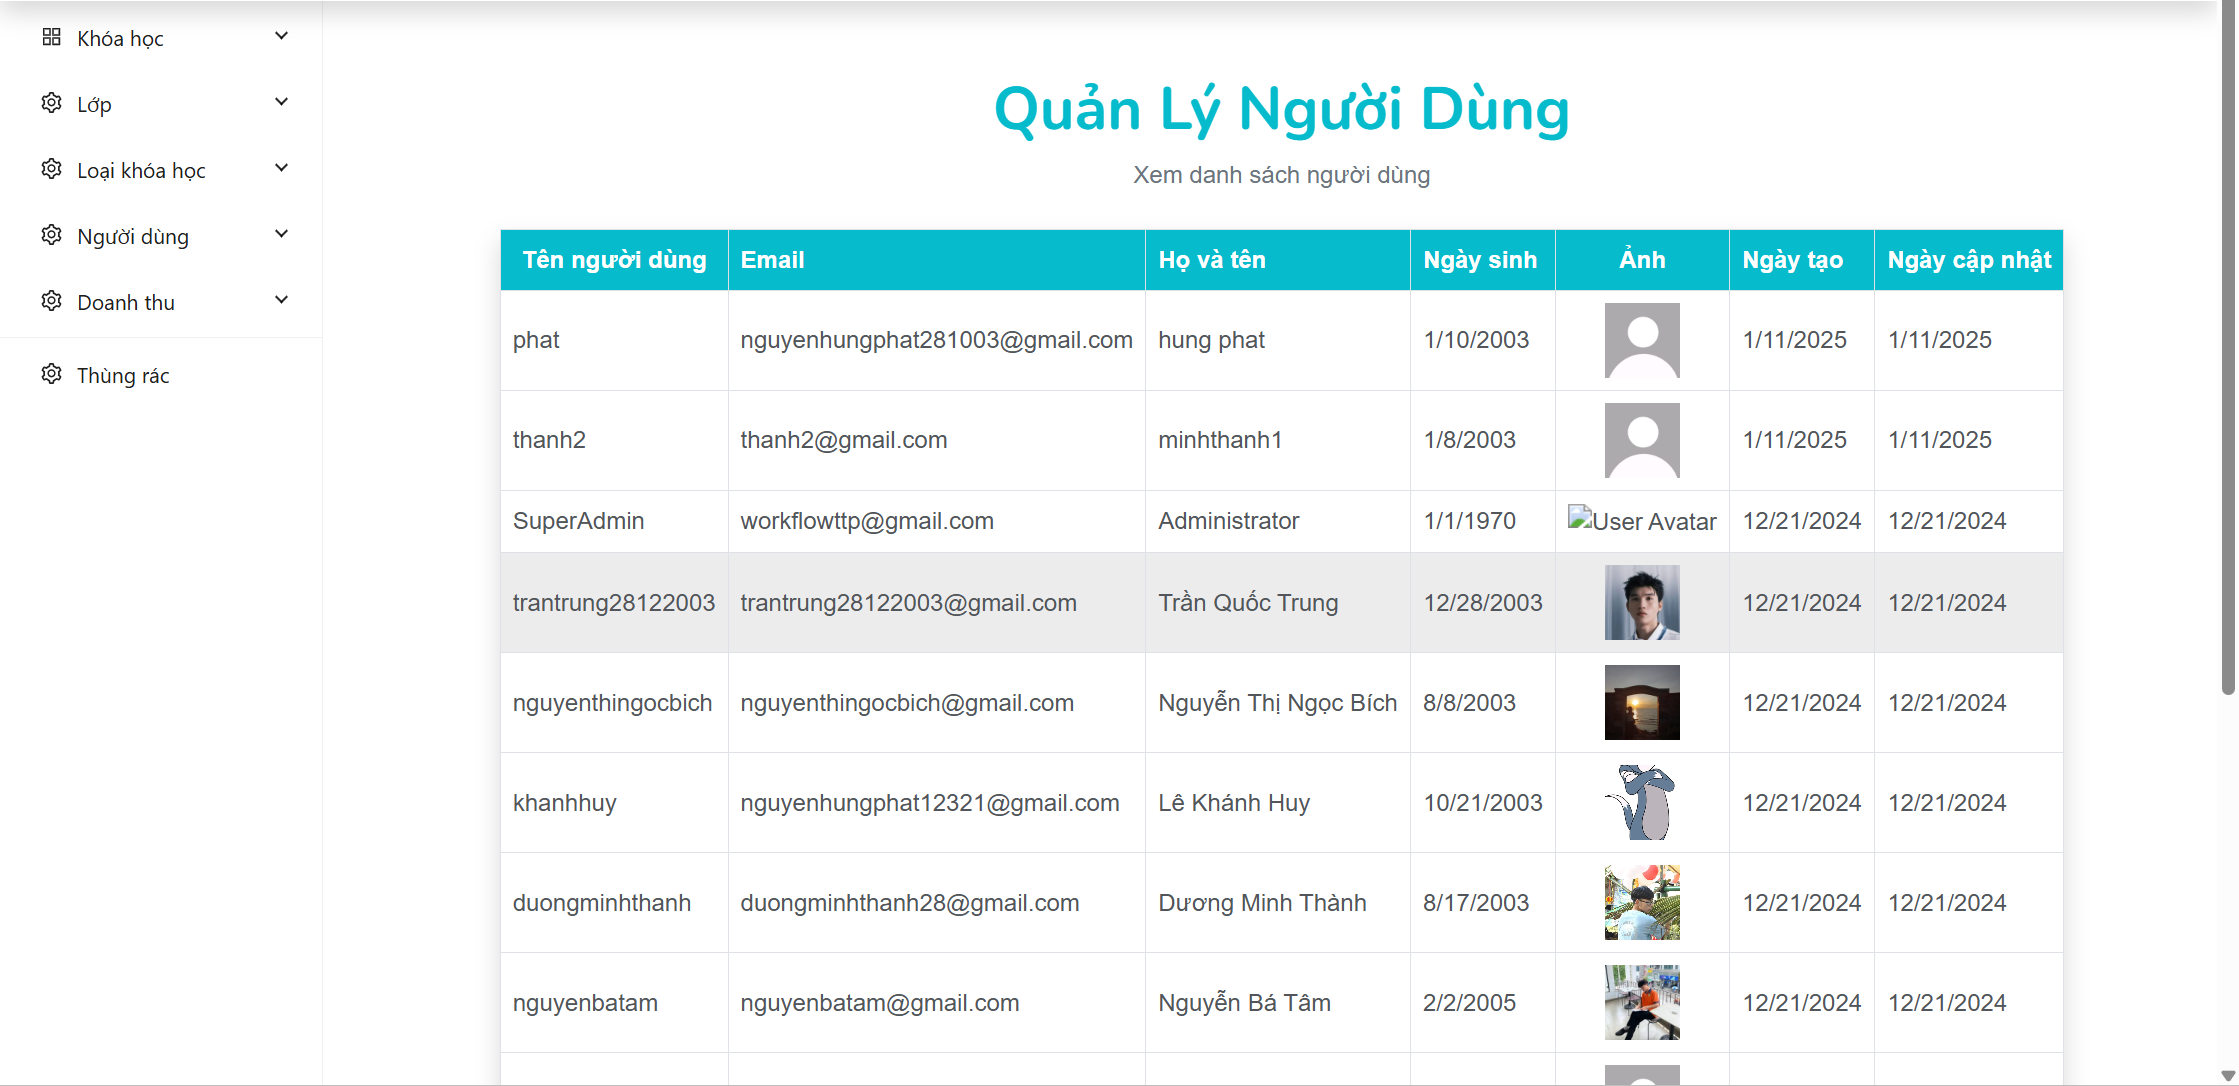 Khóa học
Lớp
Loại khóa học
Người dùng
Doanh thu
Thùng rác
Quản Lý Người Dùng
Xem danh sách người dùng
Tên người dùng Email Họ và tên Ngày sinh Ảnh Ngày tạo Ngày cập nhật
phat nguyenhungphat281003@gmail.com hung phat 1/10/2003 1/11/2025 1/11/2025
thanh2 thanh2@gmail.com minhthanh1 1/8/2003 1/11/2025 1/11/2025
SuperAdmin workflowttp@gmail.com Administrator 1/1/1970 User Avatar 12/21/2024 12/21/2024
trantrung28122003 trantrung28122003@gmail.com Trần Quốc Trung 12/28/2003 12/21/2024 12/21/2024
nguyenthingocbich nguyenthingocbich@gmail.com Nguyễn Thị Ngọc Bích 8/8/2003 12/21/2024 12/21/2024
khanhhuy nguyenhungphat12321@gmail.com Lê Khánh Huy 10/21/2003 12/21/2024 12/21/2024
duongminhthanh duongminhthanh28@gmail.com Dương Minh Thành 8/17/2003 12/21/2024 12/21/2024
nguyenbatam nguyenbatam@gmail.com Nguyễn Bá Tâm 2/2/2005 12/21/2024 12/21/2024